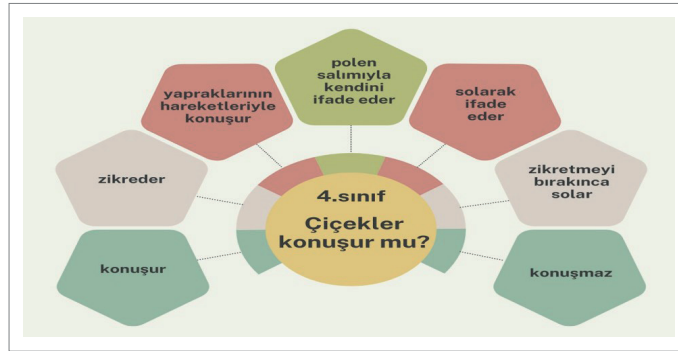 4.sınıf
Çiçekler
konuşur mu?
konuşur
zikreder
yapraklarının
hareketleriyle
konuşur
polen
salımıyla
kendini
ifade eder
solarak
ifade
eder
zikretmeyi
bırakınca
solar
konuşmaz